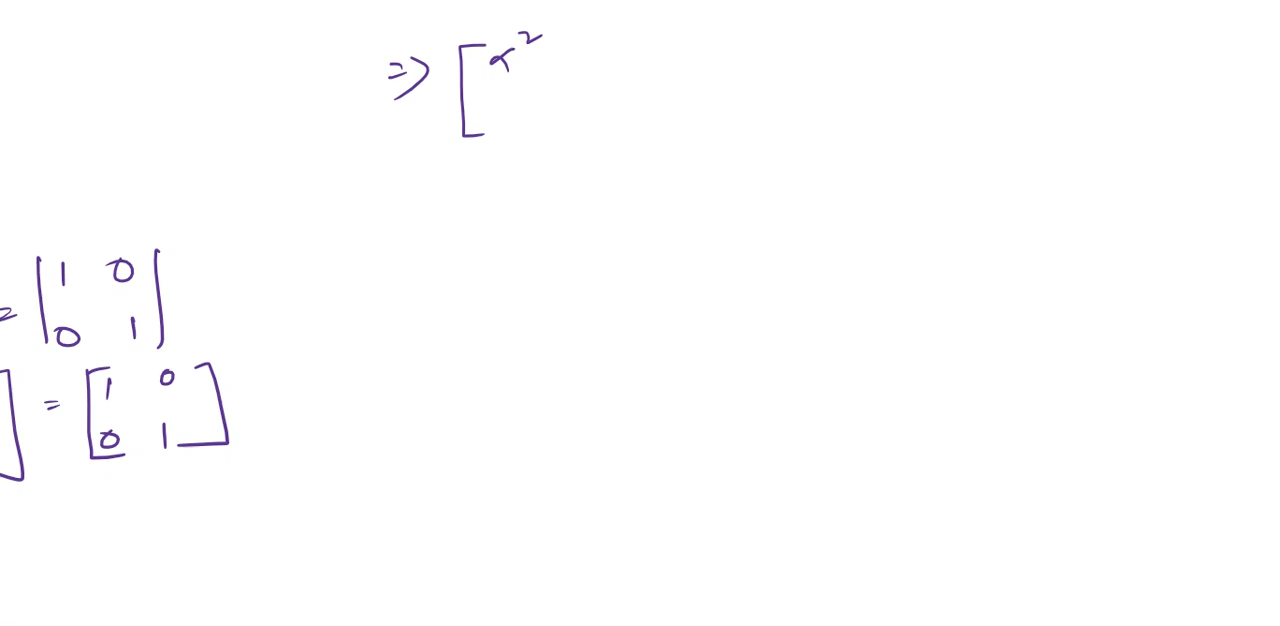 ⇒ [ α²
= | 1 0 |
| 0 1 |
] = [ 1 0 ]
[ 0 1 ]